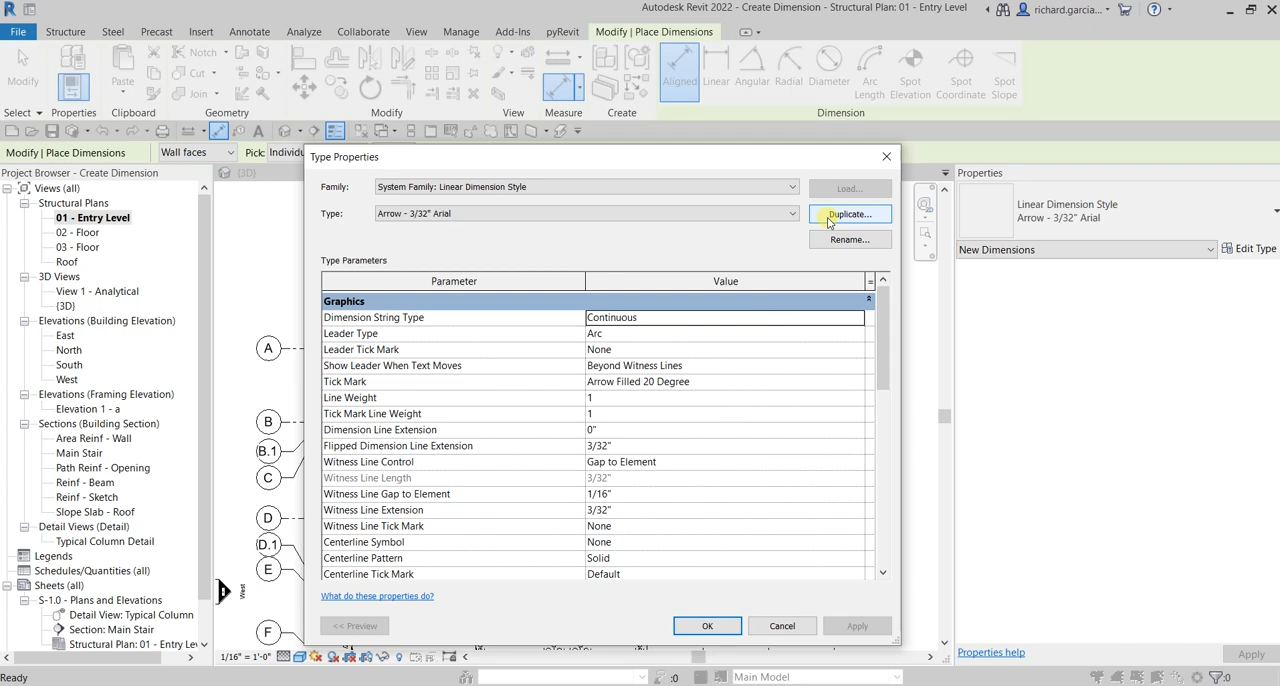 Autodesk Revit 2022 - Create Dimension - Structural Plan: 01 - Entry Level
richard.garcia...
File Structure Steel Precast Insert Annotate Analyze Collaborate View Manage Add-Ins pyRevit Modify | Place Dimensions
Modify Paste Notch Cut Join Aligned Linear Angular Radial Diameter Arc Length Spot Elevation Spot Coordinate Spot Slope
Select Properties Clipboard Geometry Modify View Measure Create Dimension
Modify | Place Dimensions Wall faces Pick: Individu
Project Browser - Create Dimension
Views (all)
Structural Plans
01 - Entry Level
02 - Floor
03 - Floor
Roof
3D Views
View 1 - Analytical
{3D}
Elevations (Building Elevation)
East
North
South
West
Elevations (Framing Elevation)
Elevation 1 - a
Sections (Building Section)
Area Reinf - Wall
Main Stair
Path Reinf - Opening
Reinf - Beam
Reinf - Sketch
Slope Slab - Roof
Detail Views (Detail)
Typical Column Detail
Legends
Schedules/Quantities (all)
Sheets (all)
S-1.0 - Plans and Elevations
Detail View: Typical Column
Section: Main Stair
Structural Plan: 01 - Entry Le
{3D}
A
B
B.1
C
D
D.1
E
F
West
Type Properties
Family: System Family: Linear Dimension Style Load...
Type: Arrow - 3/32" Arial Duplicate...
Rename...
Type Parameters
Parameter Value =
Graphics
Dimension String Type Continuous
Leader Type Arc
Leader Tick Mark None
Show Leader When Text Moves Beyond Witness Lines
Tick Mark Arrow Filled 20 Degree
Line Weight 1
Tick Mark Line Weight 1
Dimension Line Extension 0"
Flipped Dimension Line Extension 3/32"
Witness Line Control Gap to Element
Witness Line Length 3/32"
Witness Line Gap to Element 1/16"
Witness Line Extension 3/32"
Witness Line Tick Mark None
Centerline Symbol None
Centerline Pattern Solid
Centerline Tick Mark Default
What do these properties do?
<< Preview OK Cancel Apply
Properties
Linear Dimension Style
Arrow - 3/32" Arial
New Dimensions Edit Type
Properties help Apply
1/16" = 1'-0"
Ready :0 Main Model :0